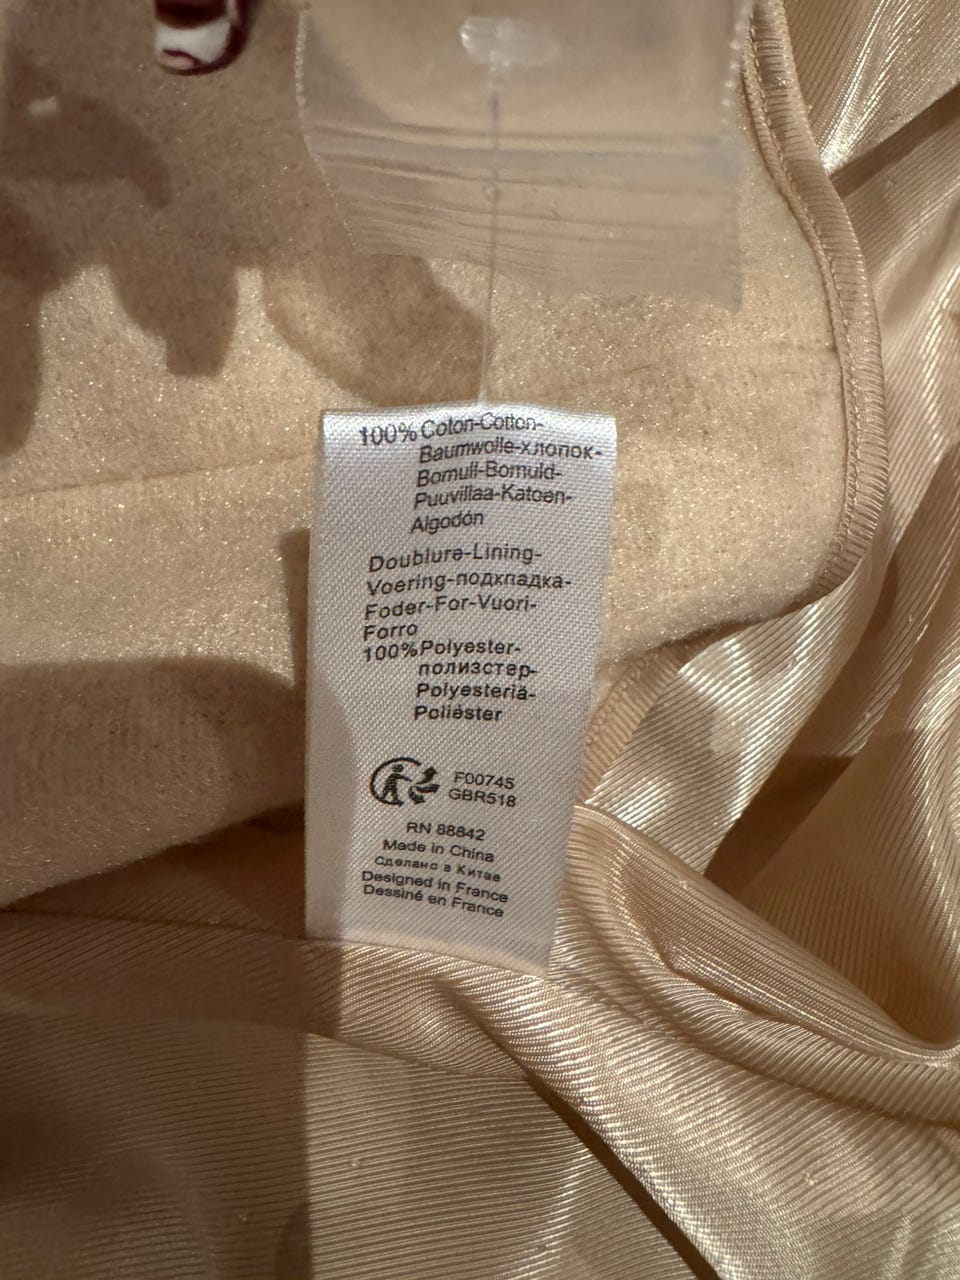 100% Coton-Cotton-
Baumwolle-хлопок-
Bomull-Bomuld-
Puuvillaa-Katoen-
Algodón
Doublure-Lining-
Voering-подкладка-
Foder-For-Vuori-
Forro
100% Polyester-
полиэстер-
Polyesteriä-
Poliéster
F00745
GBR518
RN 88842
Made in China
Сделано в Китае
Designed in France
Dessiné en France